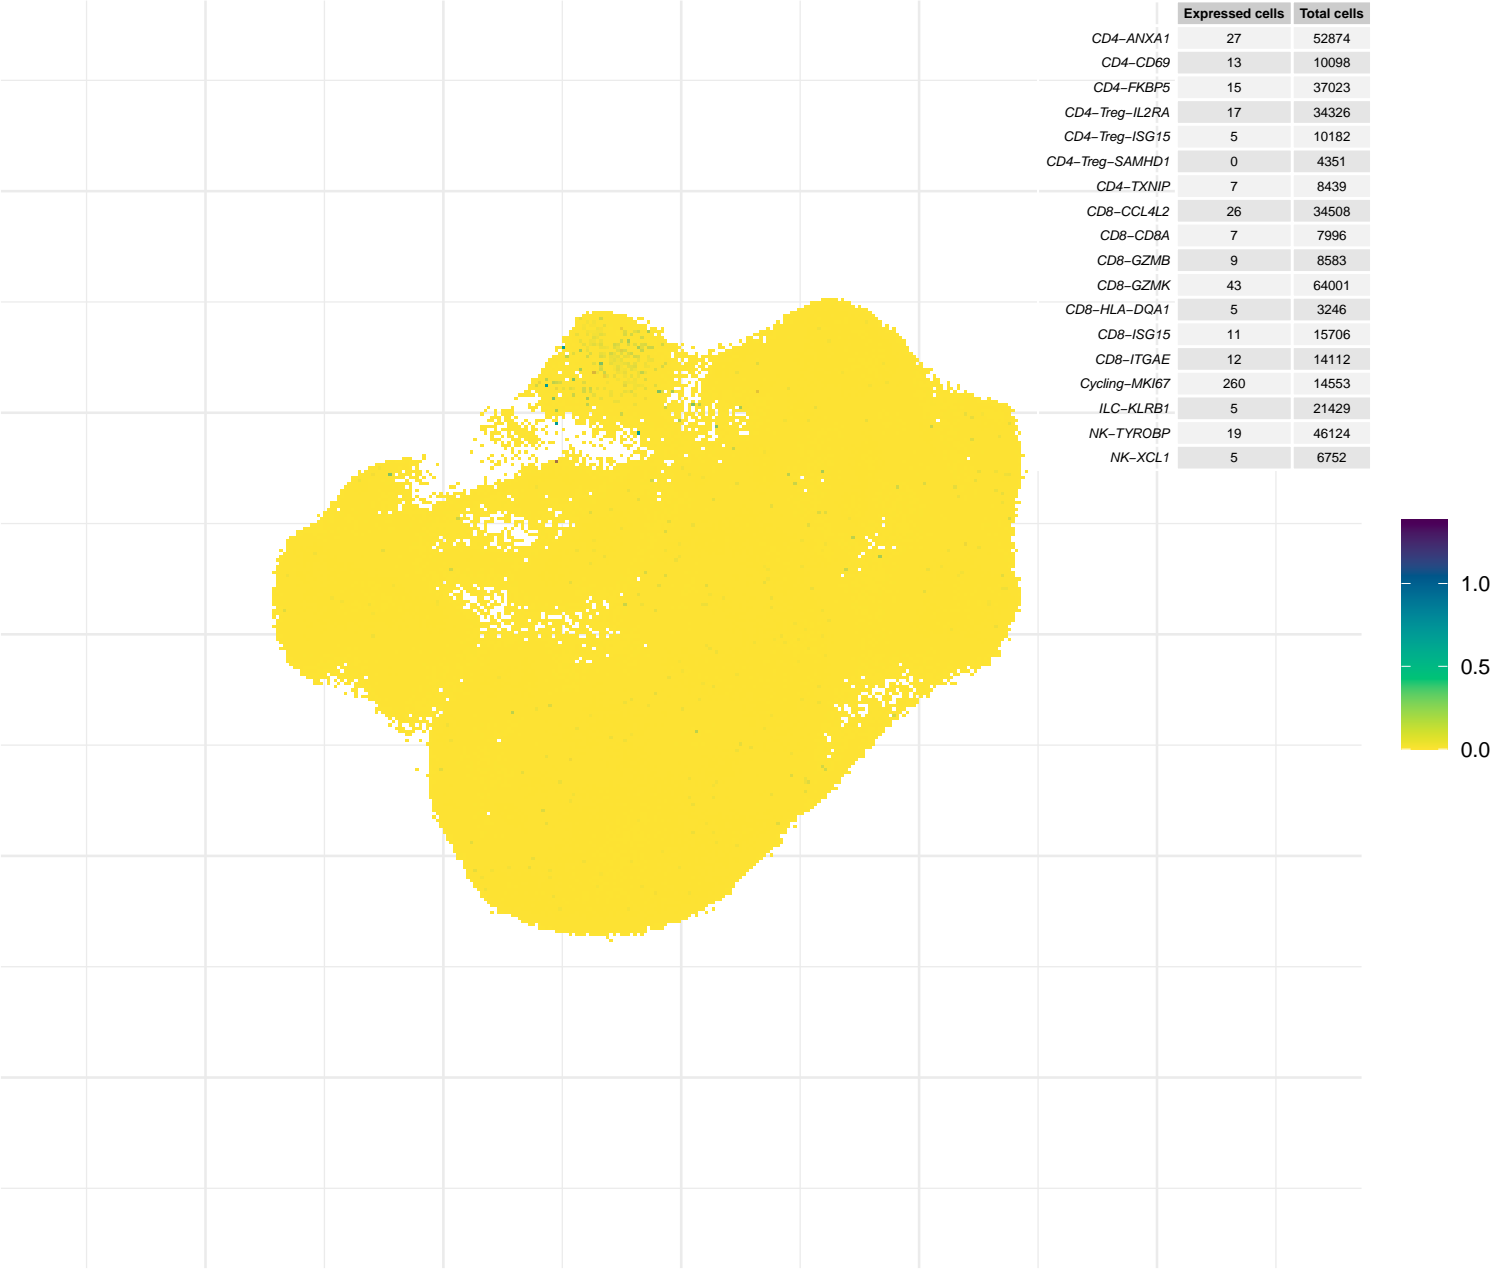 Expressed cells Total cells
CD4−ANXA1 27 52874
CD4−CD69 13 10098
CD4−FKBP5 15 37023
CD4−Treg−IL2RA 17 34326
CD4−Treg−ISG15 5 10182
CD4−Treg−SAMHD1 0 4351
CD4−TXNIP 7 8439
CD8−CCL4L2 26 34508
CD8−CD8A 7 7996
CD8−GZMB 9 8583
CD8−GZMK 43 64001
CD8−HLA−DQA1 5 3246
CD8−ISG15 11 15706
CD8−ITGAE 12 14112
Cycling−MKI67 260 14553
ILC−KLRB1 5 21429
NK−TYROBP 19 46124
NK−XCL1 5 6752
1.0
0.5
0.0